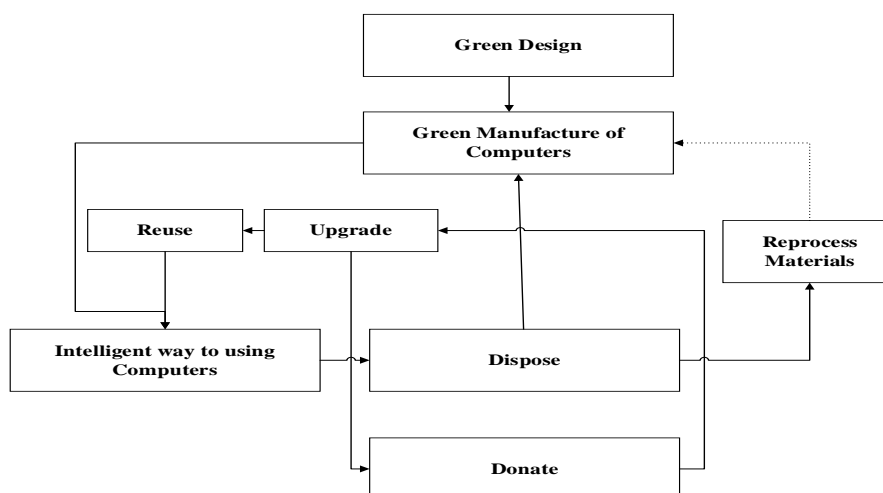 Green Design
Green Manufacture of
Computers
Reuse
Upgrade
Reprocess
Materials
Intelligent way to using
Computers
Dispose
Donate